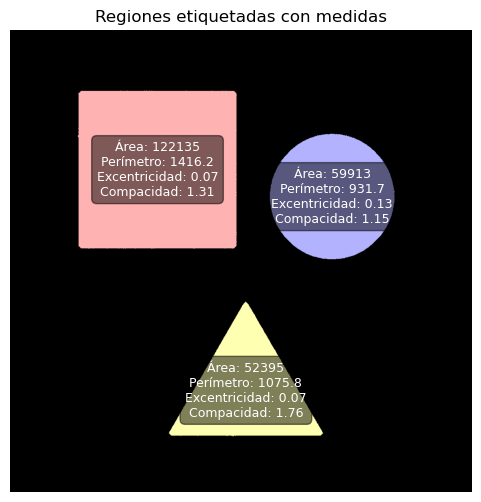 Regiones etiquetadas con medidas
Área: 122135
Perímetro: 1416.2
Excentricidad: 0.07
Compacidad: 1.31
Área: 59913
Perímetro: 931.7
Excentricidad: 0.13
Compacidad: 1.15
Área: 52395
Perímetro: 1075.8
Excentricidad: 0.07
Compacidad: 1.76